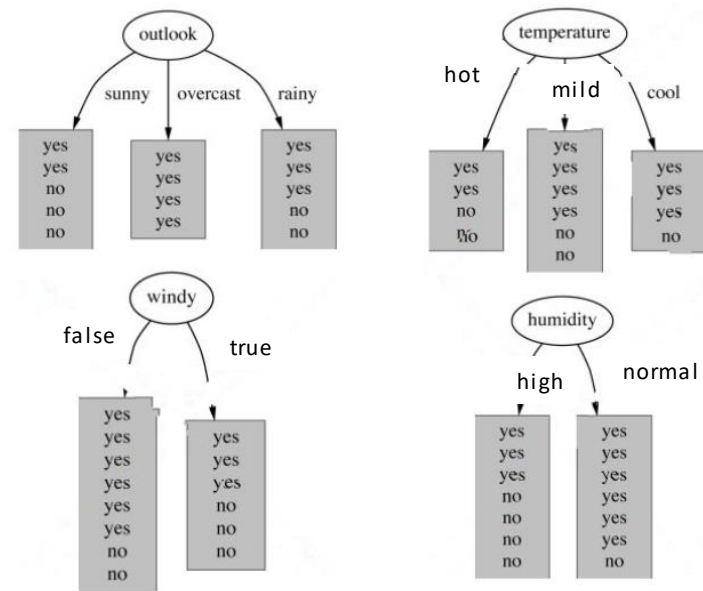 outlook
sunny overcast rainy
yes
yes
no
no
no
yes
yes
yes
yes
yes
yes
yes
no
no
temperature
hot mild cool
yes
yes
no
no
yes
yes
yes
yes
no
no
yes
yes
yes
no
windy
false true
yes
yes
yes
yes
yes
yes
no
no
yes
yes
yes
no
no
no
humidity
high normal
yes
yes
yes
no
no
no
no
yes
yes
yes
yes
yes
yes
no